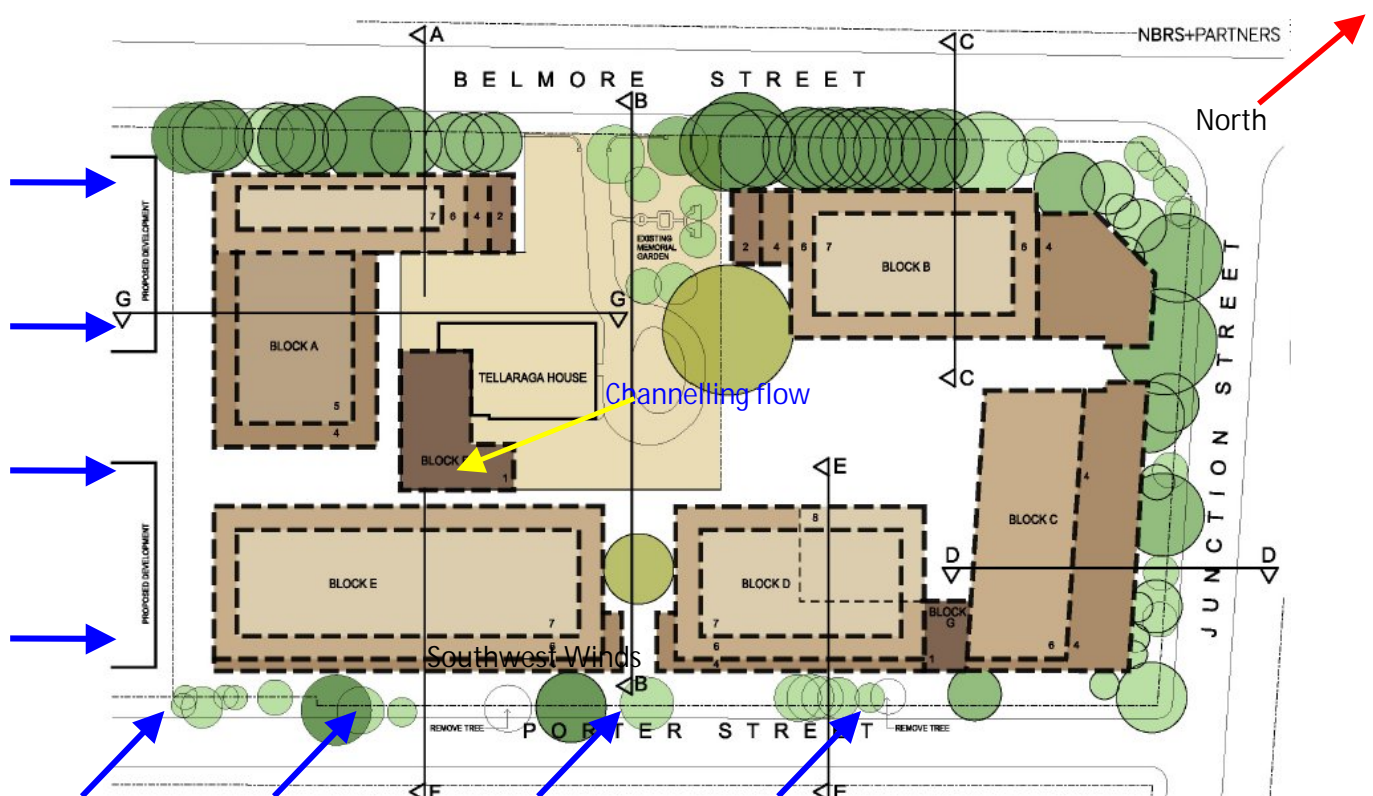 A
C
NBRS+PARTNERS
BELMORE STREET
North
B
PROPOSED DEVELOPMENT
7 6 4 2
EXISTING
MEMORIAL
GARDEN
2 4 6 7 6 4
BLOCK B
JUNCTION STREET
G
G
BLOCK A
TELLARAGA HOUSE
Channelling flow
C
5
4
BLOCK
1
E
4
PROPOSED DEVELOPMENT
8
BLOCK C
BLOCK E
BLOCK D
D
D
BLOCK
G
7
7
6
6
4
Southwest Winds
4
1
6
4
B
REMOVE TREE
PORTER STREET
REMOVE TREE